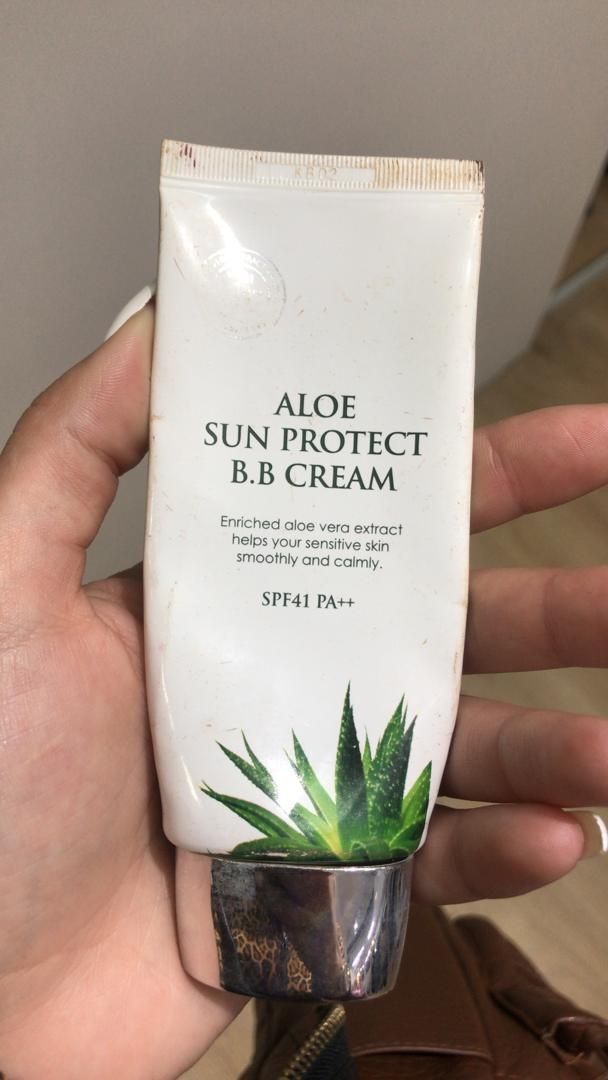 ALOE
SUN PROTECT
B.B CREAM
Enriched aloe vera extract
helps your sensitive skin
smoothly and calmly.
SPF41 PA++